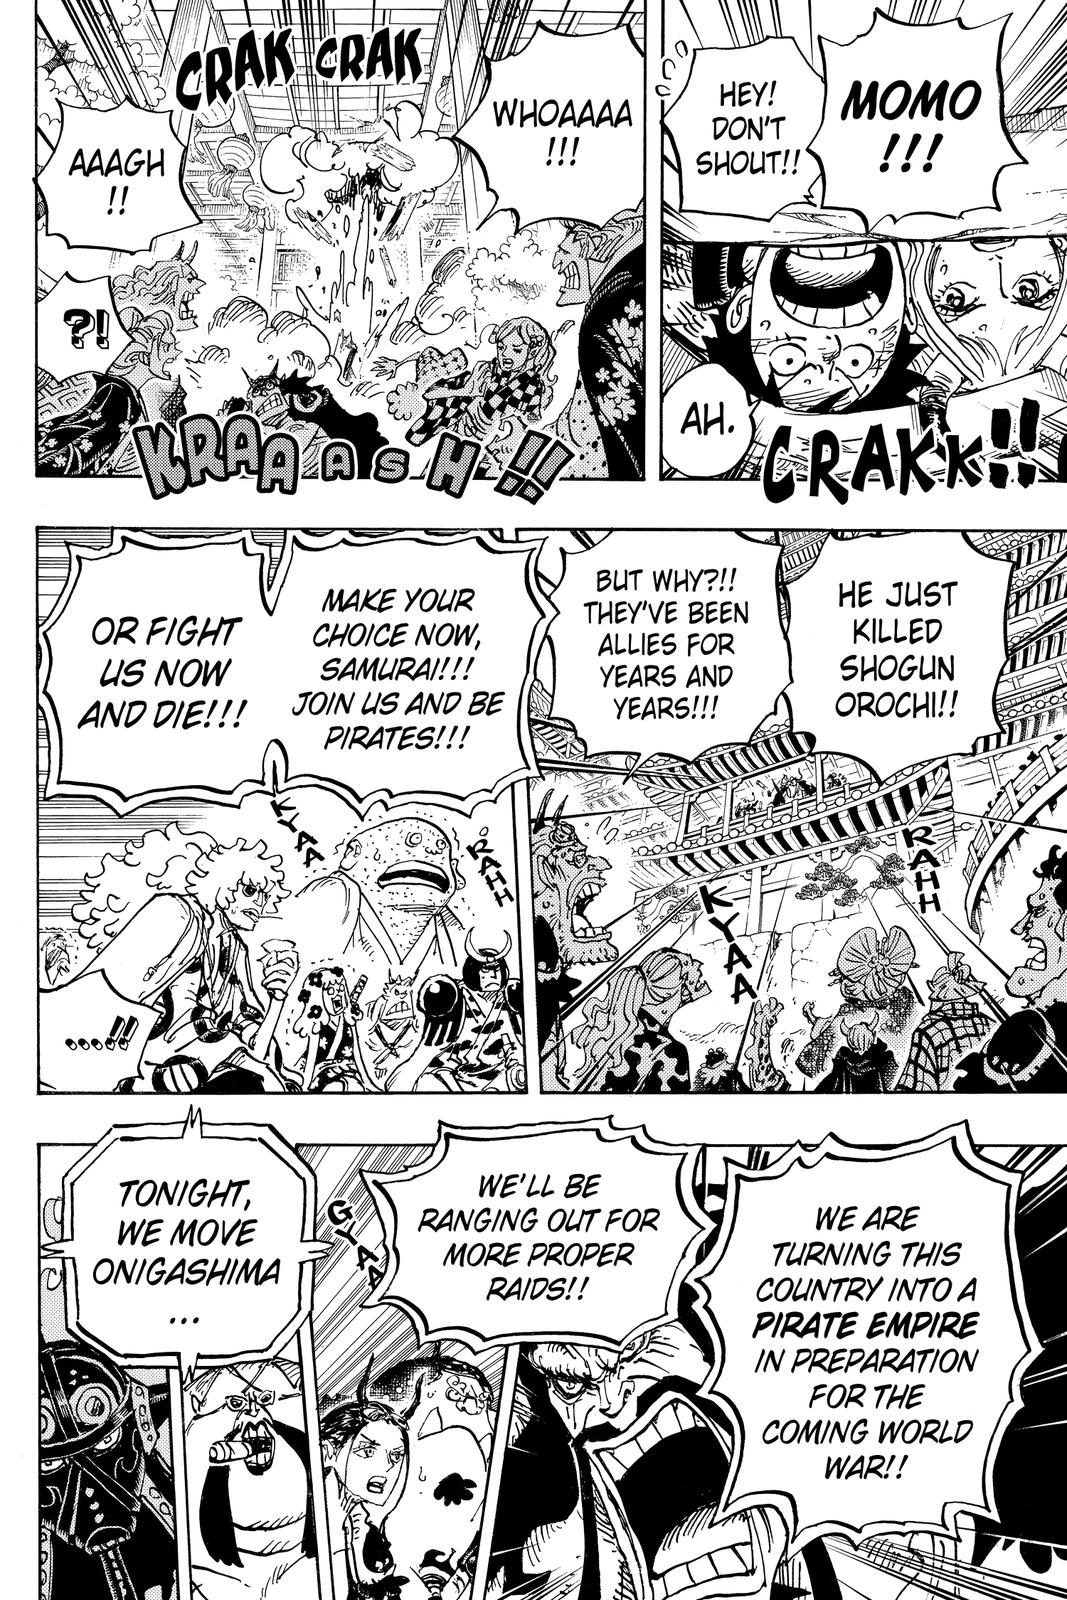 MOMO
!!!
HEY!
DON'T
SHOUT!!
AH.
CRAKK!!
WHOAAAA
!!!
CRAK CRAK
AAAGH
!!
?!
KRAAASH!!
HE JUST
KILLED
SHOGUN
OROCHI!!
BUT WHY?!!
THEY'VE BEEN
ALLIES FOR
YEARS AND
YEARS!!!
RAHH
KYAA
MAKE YOUR
CHOICE NOW,
SAMURAI!!!
JOIN US AND BE
PIRATES!!!
OR FIGHT
US NOW
AND DIE!!!
RAHH
KYAA
.....!!
WE ARE
TURNING THIS
COUNTRY INTO A
PIRATE EMPIRE
IN PREPARATION
FOR THE
COMING WORLD
WAR!!
WE'LL BE
RANGING OUT FOR
MORE PROPER
RAIDS!!
GYAA
TONIGHT,
WE MOVE
ONIGASHIMA
...